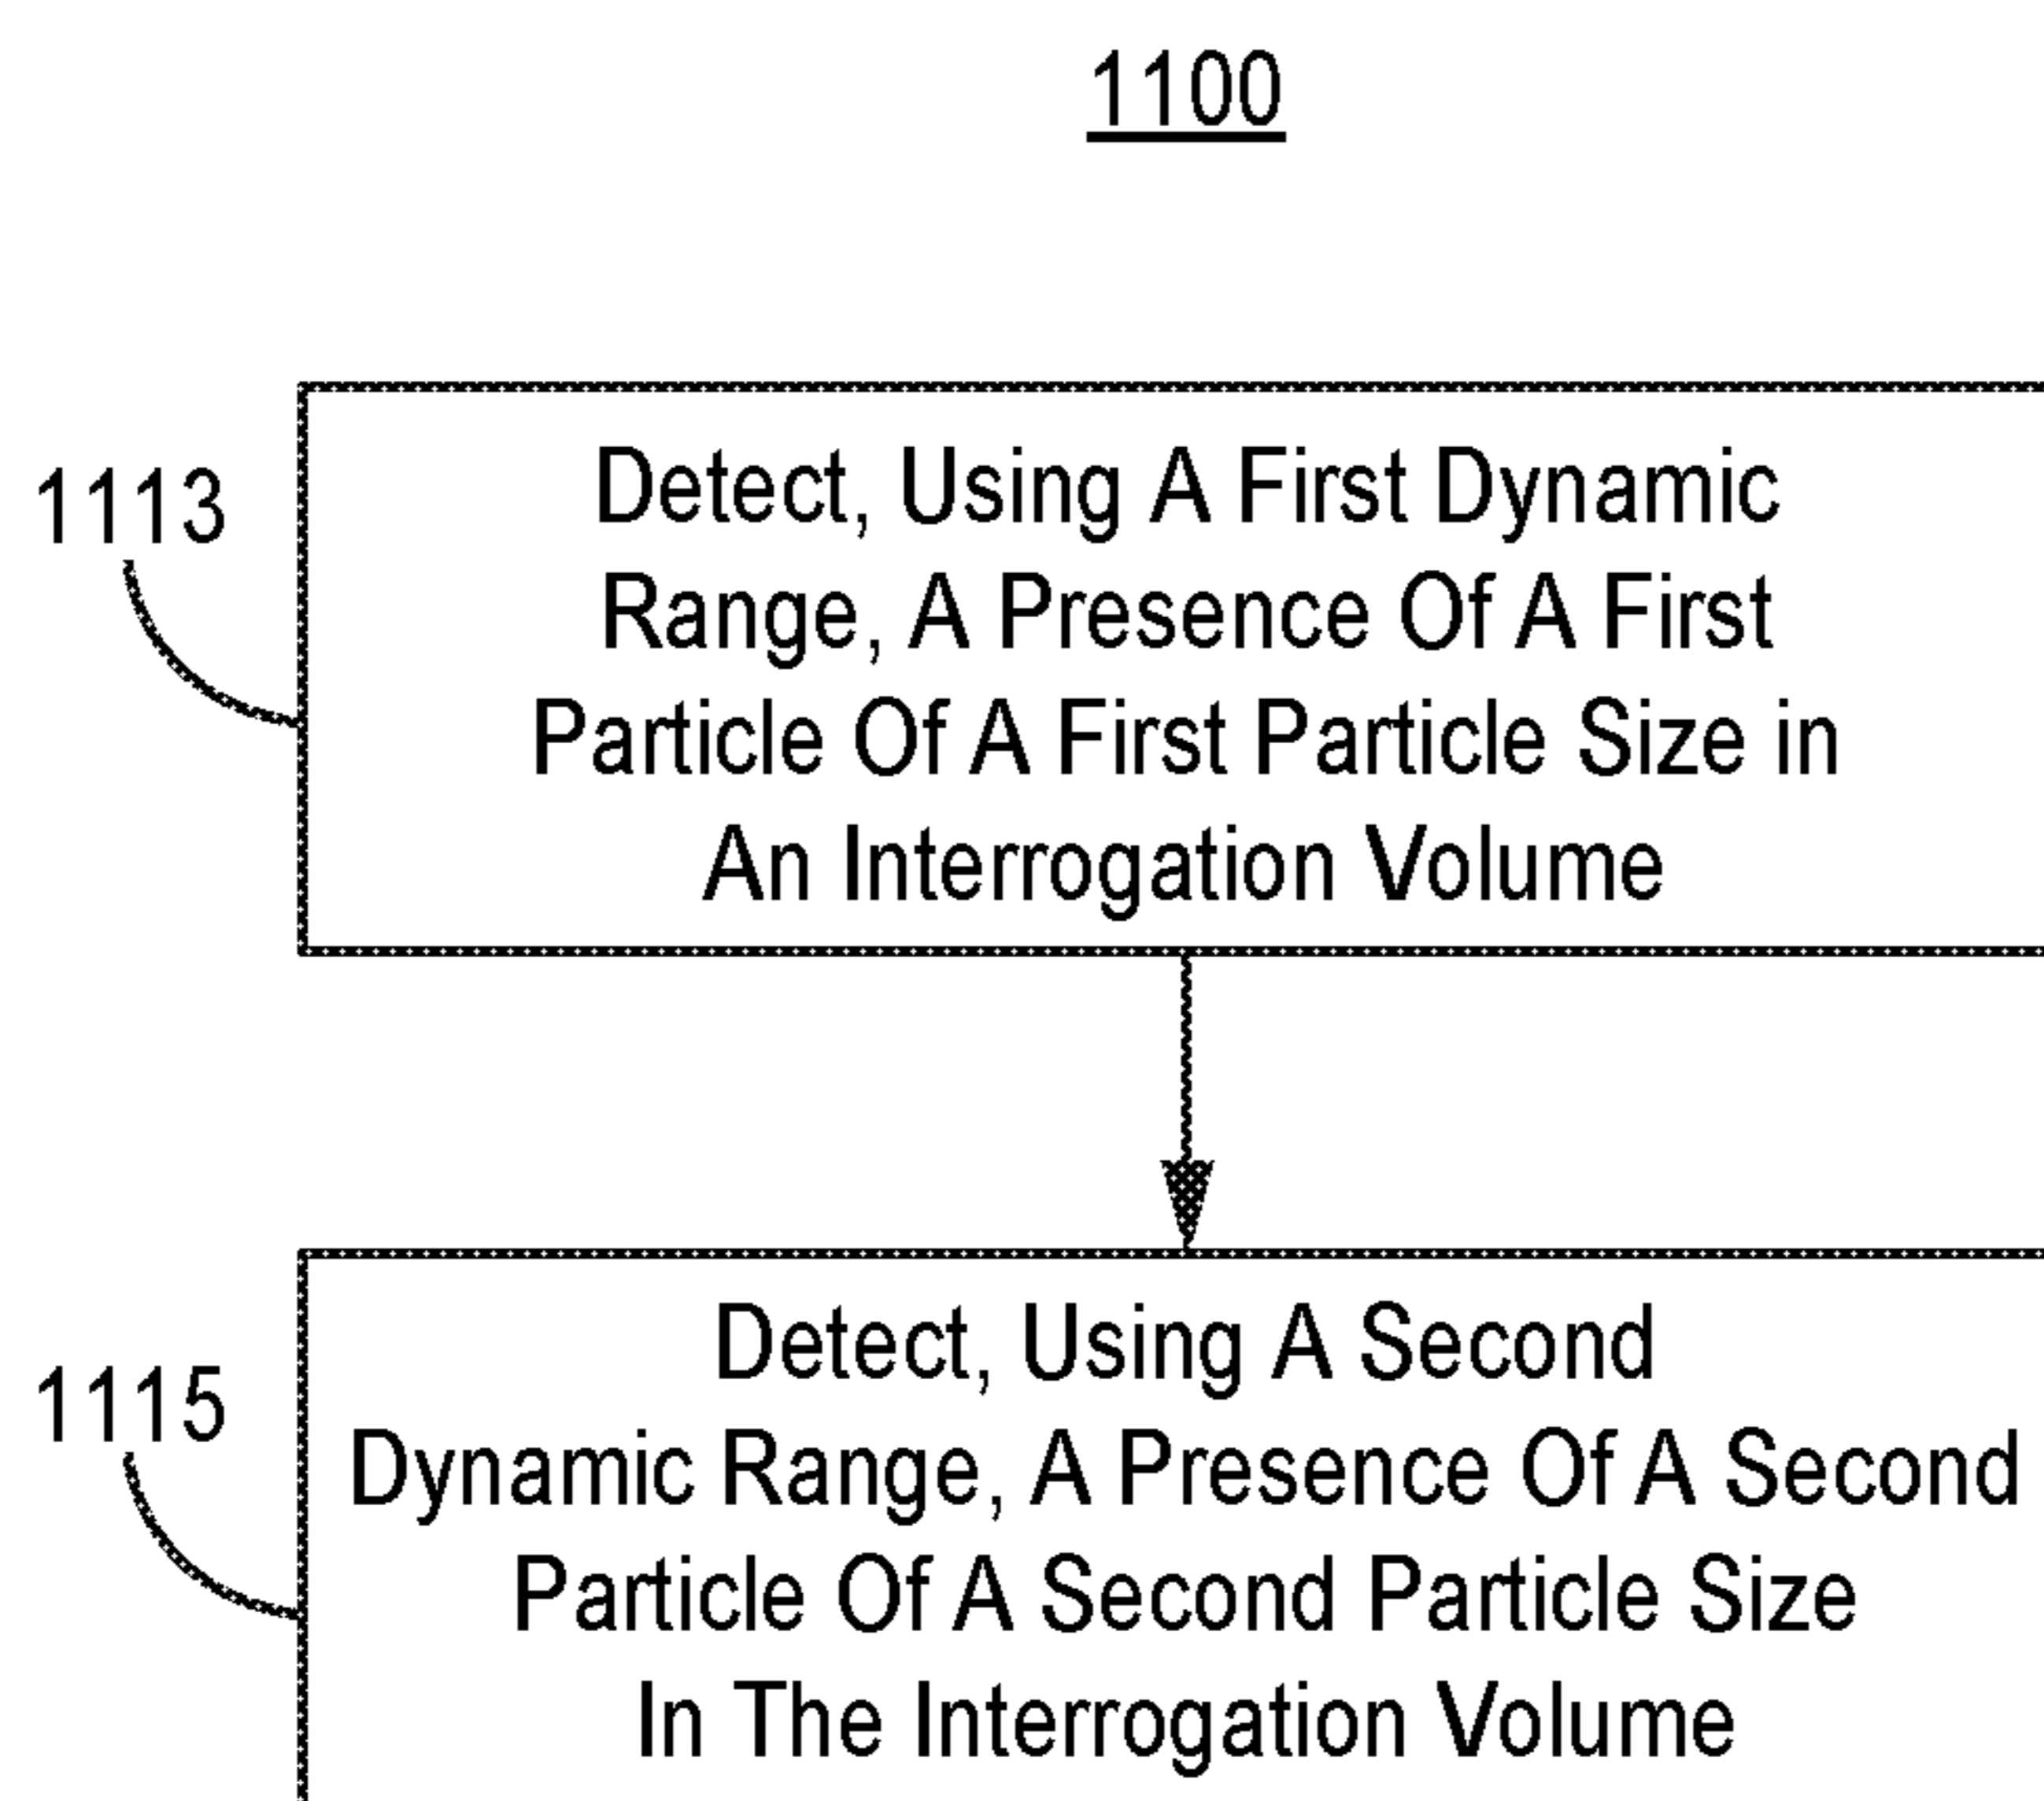 1100
1113
Detect, Using A First Dynamic
Range, A Presence Of A First
Particle Of A First Particle Size in
An Interrogation Volume
1115
Detect, Using A Second
Dynamic Range, A Presence Of A Second
Particle Of A Second Particle Size
In The Interrogation Volume